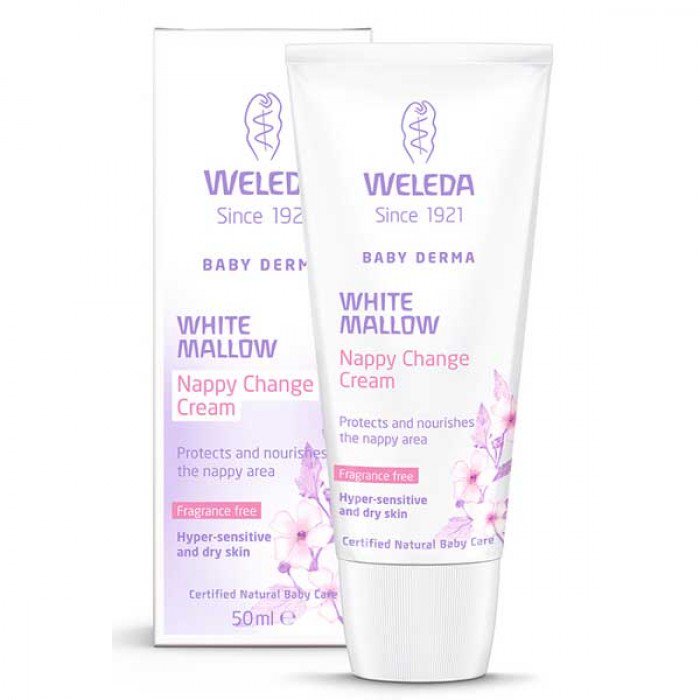 WELEDA
Since 192
BABY DERM
WHITE
MALLOW
Nappy Change
Cream
Protects and nourishes
the nappy area
Fragrance free
Hyper-sensitive
and dry skin
Certified Natural Baby Care
50ml e
WELEDA
Since 1921
BABY DERMA
WHITE
MALLOW
Nappy Change
Cream
Protects and nourishes
the nappy area
Fragrance free
Hyper-sensitive
and dry skin
Certified Natural Baby Care